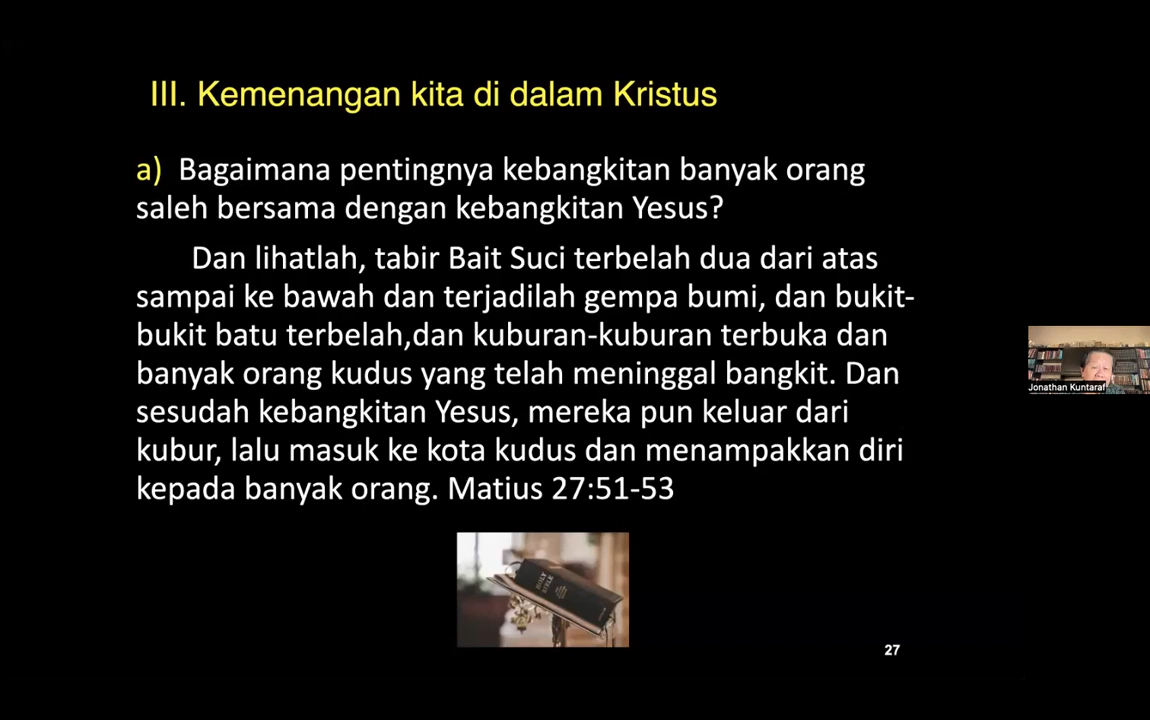 III. Kemenangan kita di dalam Kristus
a) Bagaimana pentingnya kebangkitan banyak orang
saleh bersama dengan kebangkitan Yesus?
Dan lihatlah, tabir Bait Suci terbelah dua dari atas
sampai ke bawah dan terjadilah gempa bumi, dan bukit-
bukit batu terbelah,dan kuburan-kuburan terbuka dan
banyak orang kudus yang telah meninggal bangkit. Dan
sesudah kebangkitan Yesus, mereka pun keluar dari
kubur, lalu masuk ke kota kudus dan menampakkan diri
kepada banyak orang. Matius 27:51-53
Jonathan Kuntaraf
HOLY
BIBLE
27